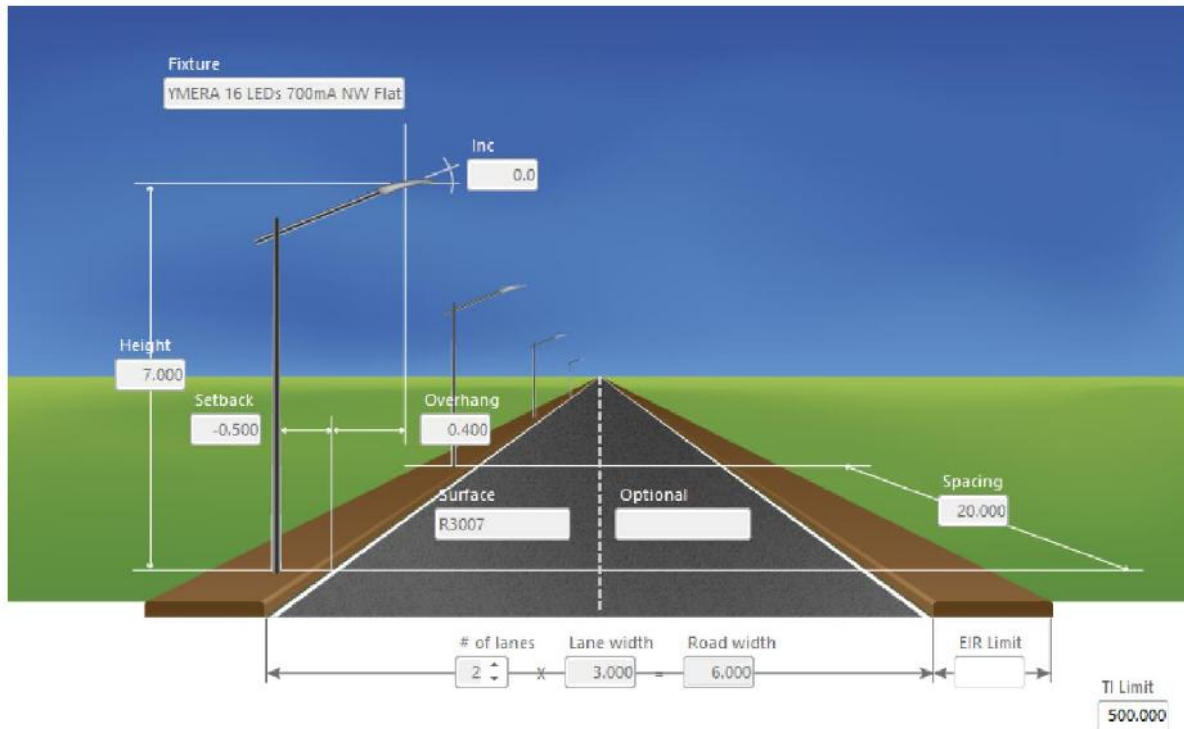 Fixture
YMERA 16 LEDs 700mA NW Flat
Inc
0.0
Height
7.000
Setback
-0.500
Overhang
0.400
Surface
R3007
Optional
Spacing
20.000
# of lanes
2
x
Lane width
3.000
=
Road width
6.000
EIR Limit
TI Limit
500.000